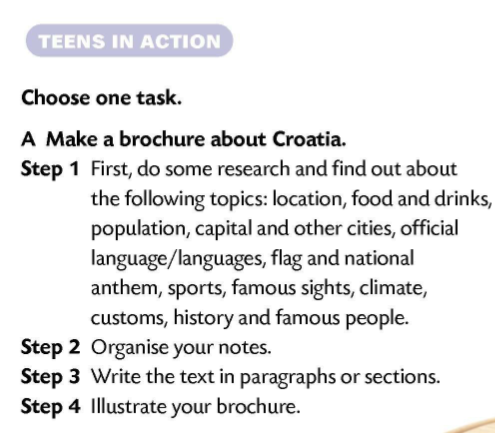 TEENS IN ACTION
Choose one task.
A Make a brochure about Croatia.
Step 1 First, do some research and find out about
the following topics: location, food and drinks,
population, capital and other cities, official
language/languages, flag and national
anthem, sports, famous sights, climate,
customs, history and famous people.
Step 2 Organise your notes.
Step 3 Write the text in paragraphs or sections.
Step 4 Illustrate your brochure.